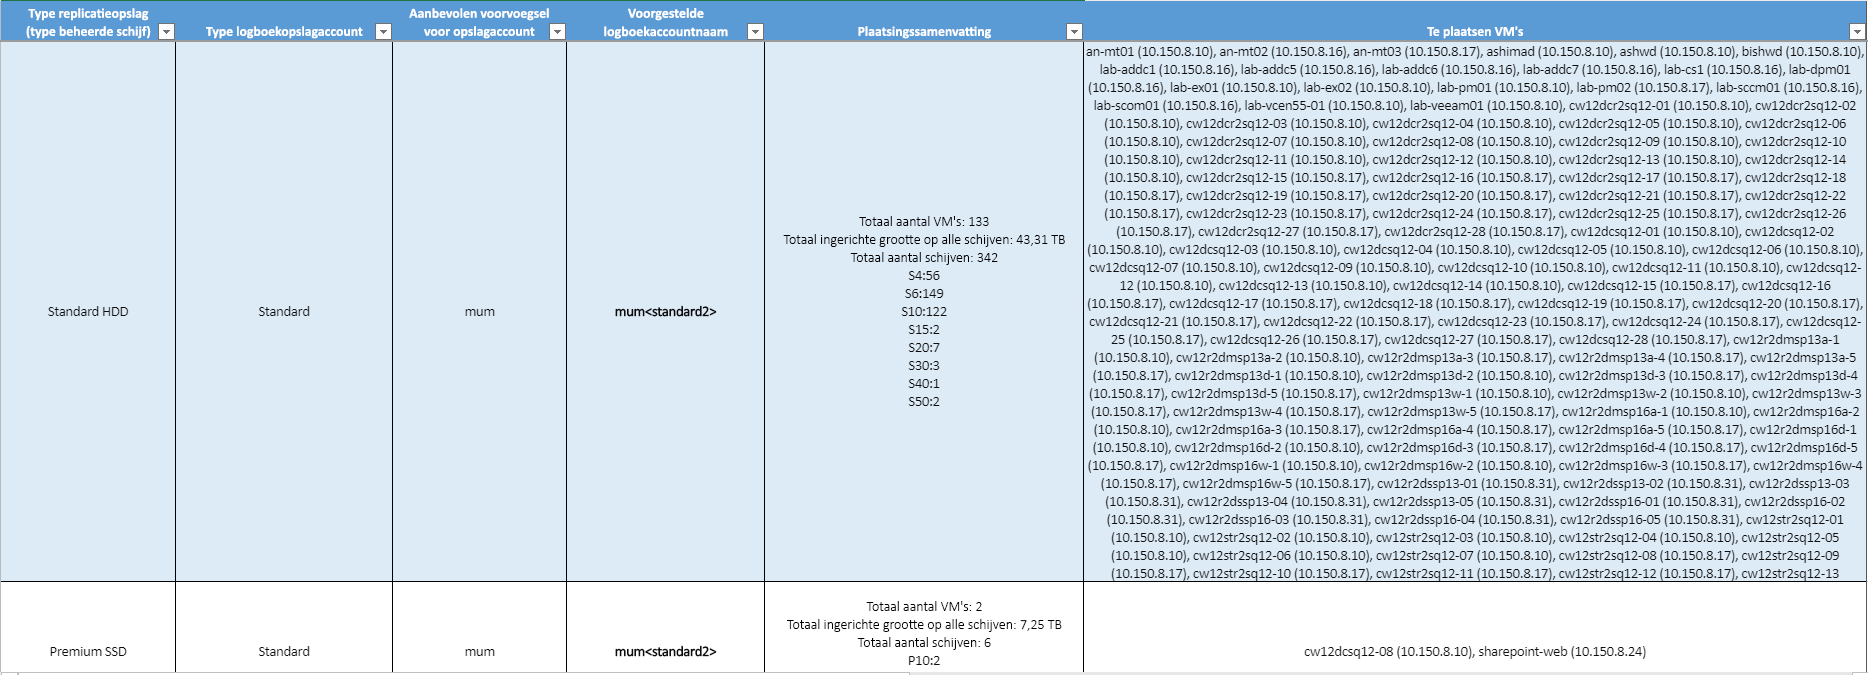 Type replicatieopslag
(type beheerde schijf)
Type logboekopslagaccount
Aanbevolen voorvoegsel
voor opslagaccount
Voorgestelde
logboekaccountnaam
Plaatsingssamenvatting
Te plaatsen VM's
Standard HDD
Standard
mum
mum<standard2>
Totaal aantal VM's: 133
Totaal ingerichte grootte op alle schijven: 43,31 TB
Totaal aantal schijven: 342
S4:56
S6:149
S10:122
S15:2
S20:7
S30:3
S40:1
S50:2
an-mt01 (10.150.8.10), an-mt02 (10.150.8.16), an-mt03 (10.150.8.17), ashimad (10.150.8.10), ashwd (10.150.8.10), bishwd (10.150.8.10),
lab-addc1 (10.150.8.16), lab-addc5 (10.150.8.16), lab-addc6 (10.150.8.16), lab-addc7 (10.150.8.16), lab-cs1 (10.150.8.16), lab-dpm01
(10.150.8.16), lab-ex01 (10.150.8.10), lab-ex02 (10.150.8.10), lab-pm01 (10.150.8.10), lab-pm02 (10.150.8.17), lab-sccm01 (10.150.8.16),
lab-scom01 (10.150.8.16), lab-vcen55-01 (10.150.8.10), lab-veeam01 (10.150.8.10), cw12dcr2sq12-01 (10.150.8.10), cw12dcr2sq12-02
(10.150.8.10), cw12dcr2sq12-03 (10.150.8.10), cw12dcr2sq12-04 (10.150.8.10), cw12dcr2sq12-05 (10.150.8.10), cw12dcr2sq12-06
(10.150.8.10), cw12dcr2sq12-07 (10.150.8.10), cw12dcr2sq12-08 (10.150.8.10), cw12dcr2sq12-09 (10.150.8.10), cw12dcr2sq12-10
(10.150.8.10), cw12dcr2sq12-11 (10.150.8.10), cw12dcr2sq12-12 (10.150.8.10), cw12dcr2sq12-13 (10.150.8.10), cw12dcr2sq12-14
(10.150.8.10), cw12dcr2sq12-15 (10.150.8.17), cw12dcr2sq12-16 (10.150.8.17), cw12dcr2sq12-17 (10.150.8.17), cw12dcr2sq12-18
(10.150.8.17), cw12dcr2sq12-19 (10.150.8.17), cw12dcr2sq12-20 (10.150.8.17), cw12dcr2sq12-21 (10.150.8.17), cw12dcr2sq12-22
(10.150.8.17), cw12dcr2sq12-23 (10.150.8.17), cw12dcr2sq12-24 (10.150.8.17), cw12dcr2sq12-25 (10.150.8.17), cw12dcr2sq12-26
(10.150.8.17), cw12dcr2sq12-27 (10.150.8.17), cw12dcr2sq12-28 (10.150.8.17), cw12dcsq12-01 (10.150.8.10), cw12dcsq12-02
(10.150.8.10), cw12dcsq12-03 (10.150.8.10), cw12dcsq12-04 (10.150.8.10), cw12dcsq12-05 (10.150.8.10), cw12dcsq12-06 (10.150.8.10),
cw12dcsq12-07 (10.150.8.10), cw12dcsq12-09 (10.150.8.10), cw12dcsq12-10 (10.150.8.10), cw12dcsq12-11 (10.150.8.10), cw12dcsq12-
12 (10.150.8.10), cw12dcsq12-13 (10.150.8.10), cw12dcsq12-14 (10.150.8.10), cw12dcsq12-15 (10.150.8.17), cw12dcsq12-16
(10.150.8.17), cw12dcsq12-17 (10.150.8.17), cw12dcsq12-18 (10.150.8.17), cw12dcsq12-19 (10.150.8.17), cw12dcsq12-20 (10.150.8.17),
cw12dcsq12-21 (10.150.8.17), cw12dcsq12-22 (10.150.8.17), cw12dcsq12-23 (10.150.8.17), cw12dcsq12-24 (10.150.8.17), cw12dcsq12-
25 (10.150.8.17), cw12dcsq12-26 (10.150.8.17), cw12dcsq12-27 (10.150.8.17), cw12dcsq12-28 (10.150.8.17), cw12r2dmsp13a-1
(10.150.8.10), cw12r2dmsp13a-2 (10.150.8.10), cw12r2dmsp13a-3 (10.150.8.17), cw12r2dmsp13a-4 (10.150.8.17), cw12r2dmsp13a-5
(10.150.8.17), cw12r2dmsp13d-1 (10.150.8.10), cw12r2dmsp13d-2 (10.150.8.10), cw12r2dmsp13d-3 (10.150.8.17), cw12r2dmsp13d-4
(10.150.8.17), cw12r2dmsp13d-5 (10.150.8.17), cw12r2dmsp13w-1 (10.150.8.10), cw12r2dmsp13w-2 (10.150.8.10), cw12r2dmsp13w-3
(10.150.8.17), cw12r2dmsp13w-4 (10.150.8.17), cw12r2dmsp13w-5 (10.150.8.17), cw12r2dmsp16a-1 (10.150.8.10), cw12r2dmsp16a-2
(10.150.8.10), cw12r2dmsp16a-3 (10.150.8.17), cw12r2dmsp16a-4 (10.150.8.17), cw12r2dmsp16a-5 (10.150.8.17), cw12r2dmsp16d-1
(10.150.8.10), cw12r2dmsp16d-2 (10.150.8.10), cw12r2dmsp16d-3 (10.150.8.17), cw12r2dmsp16d-4 (10.150.8.17), cw12r2dmsp16d-5
(10.150.8.17), cw12r2dmsp16w-1 (10.150.8.10), cw12r2dmsp16w-2 (10.150.8.10), cw12r2dmsp16w-3 (10.150.8.17), cw12r2dmsp16w-4
(10.150.8.17), cw12r2dmsp16w-5 (10.150.8.17), cw12r2dssp13-01 (10.150.8.31), cw12r2dssp13-02 (10.150.8.31), cw12r2dssp13-03
(10.150.8.31), cw12r2dssp13-04 (10.150.8.31), cw12r2dssp13-05 (10.150.8.31), cw12r2dssp16-01 (10.150.8.31), cw12r2dssp16-02
(10.150.8.31), cw12r2dssp16-03 (10.150.8.31), cw12r2dssp16-04 (10.150.8.31), cw12r2dssp16-05 (10.150.8.31), cw12str2sq12-01
(10.150.8.10), cw12str2sq12-02 (10.150.8.10), cw12str2sq12-03 (10.150.8.10), cw12str2sq12-04 (10.150.8.10), cw12str2sq12-05
(10.150.8.10), cw12str2sq12-06 (10.150.8.10), cw12str2sq12-07 (10.150.8.10), cw12str2sq12-08 (10.150.8.17), cw12str2sq12-09
(10.150.8.17), cw12str2sq12-10 (10.150.8.17), cw12str2sq12-11 (10.150.8.17), cw12str2sq12-12 (10.150.8.17), cw12str2sq12-13
Premium SSD
Standard
mum
mum<standard2>
Totaal aantal VM's: 2
Totaal ingerichte grootte op alle schijven: 7,25 TB
Totaal aantal schijven: 6
P10:2
cw12dcsq12-08 (10.150.8.10), sharepoint-web (10.150.8.24)